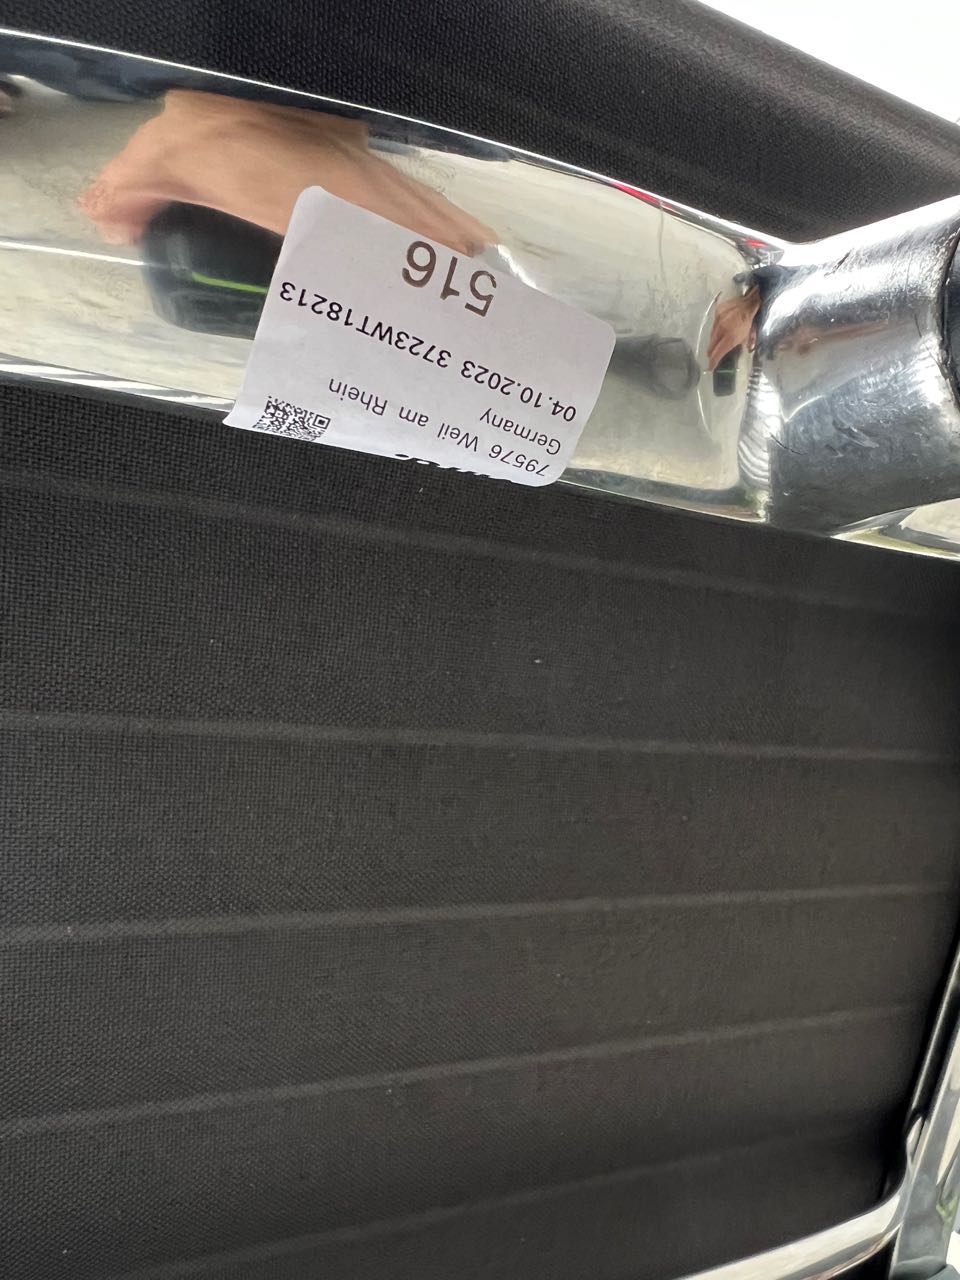 79576 Weil am Rhein
Germany
04.10.2023 3723WT18213
516